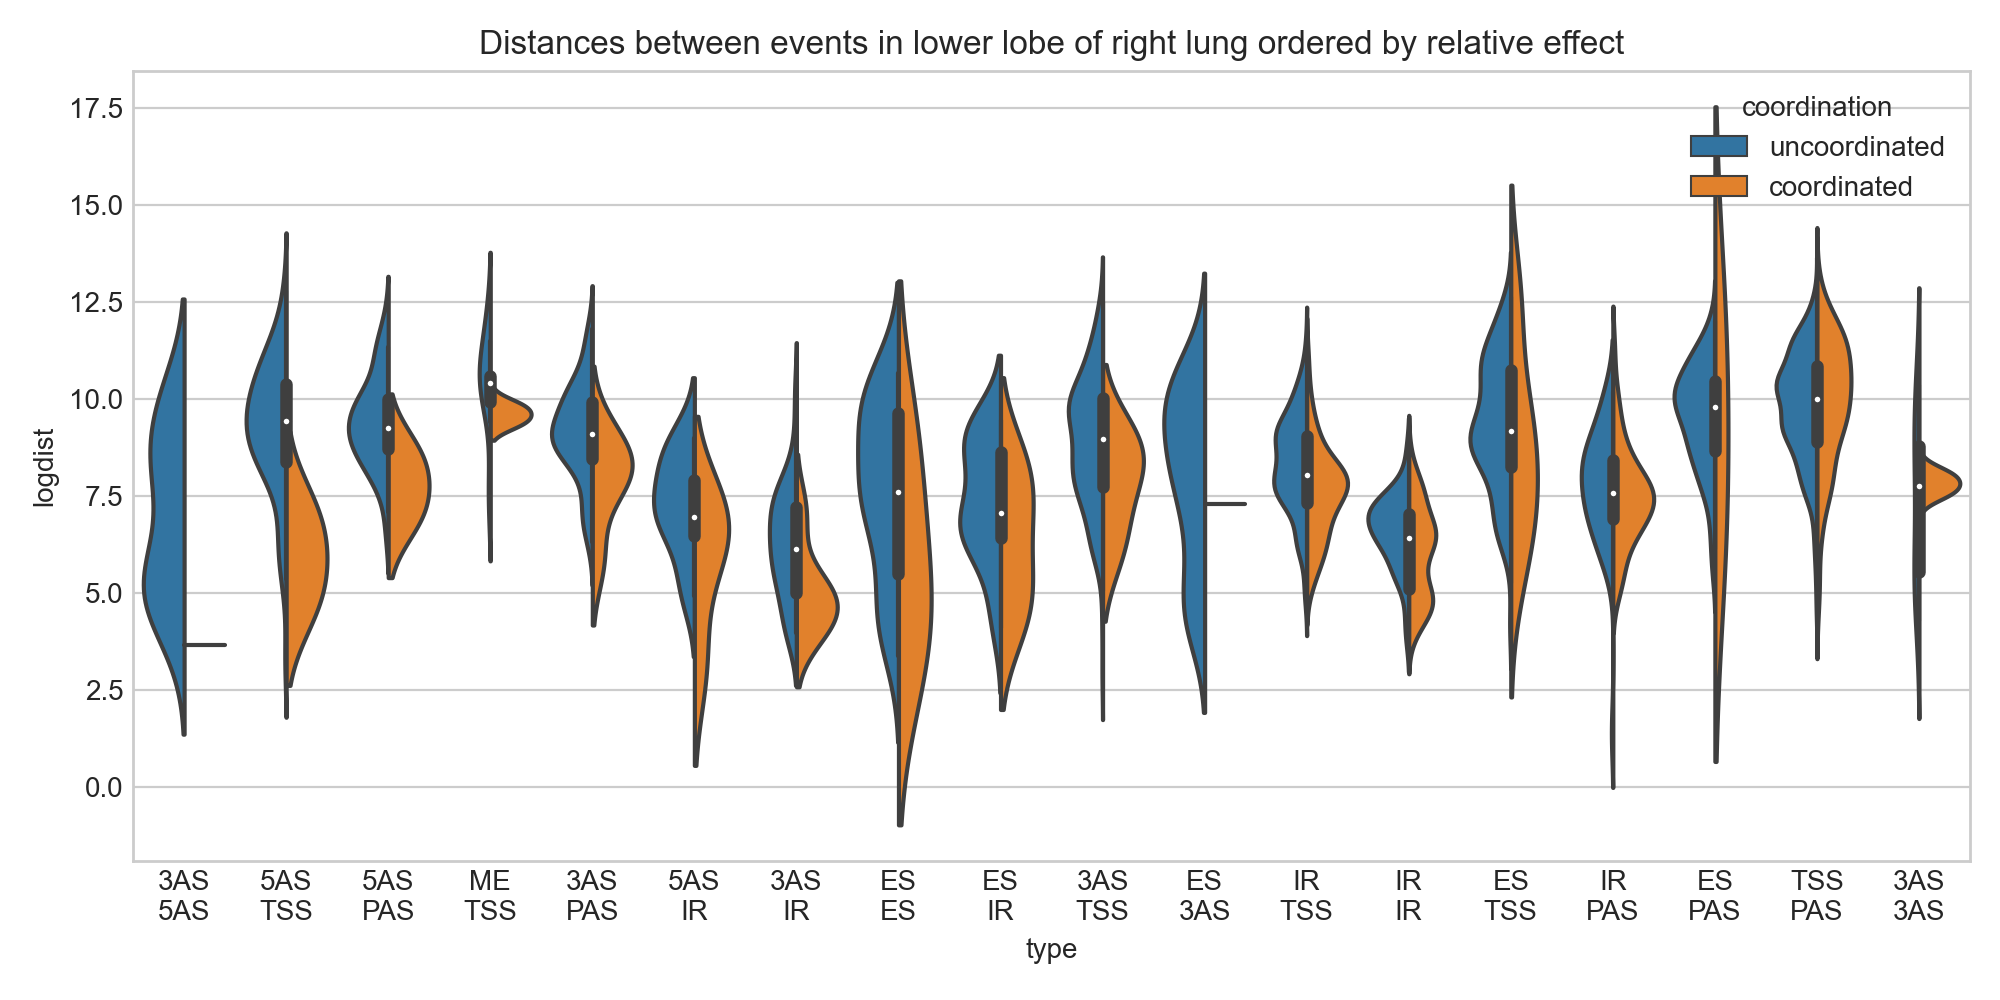 Distances between events in lower lobe of right lung ordered by relative effect
17.5
15.0
12.5
10.0
7.5
5.0
2.5
0.0
logdist
coordination
uncoordinated
coordinated
3AS 5AS 5AS ME 3AS 5AS 3AS ES ES 3AS ES IR IR ES IR ES TSS 3AS
5AS TSS PAS TSS PAS IR IR ES IR TSS 3AS TSS IR TSS PAS PAS PAS 3AS
type